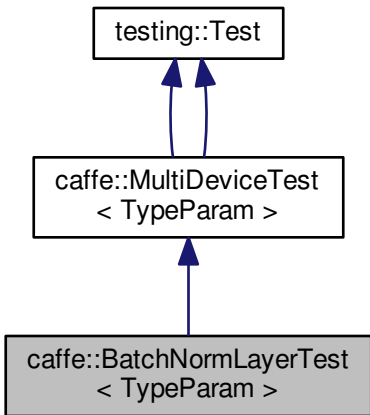 testing::Test
caffe::MultiDeviceTest
< TypeParam >
caffe::BatchNormLayerTest
< TypeParam >